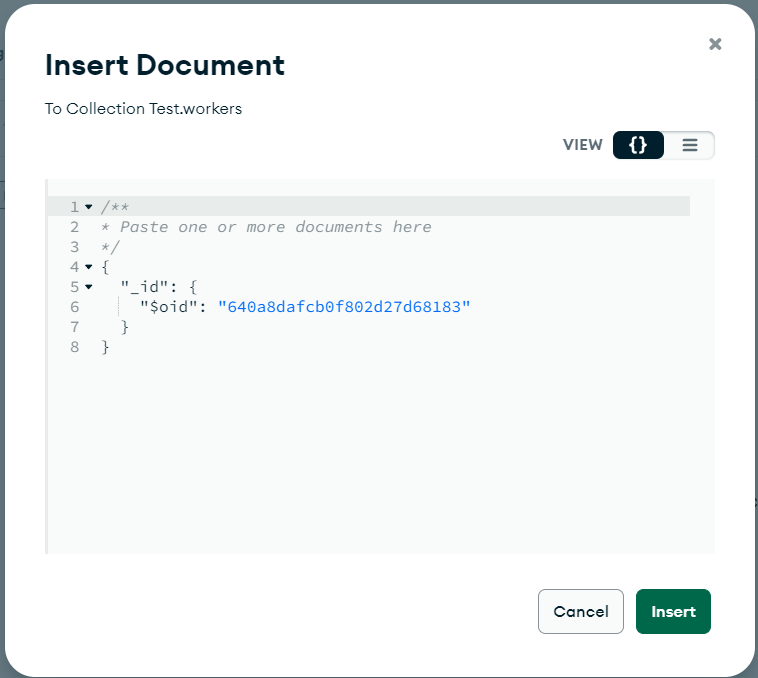 Insert Document
To Collection Test.workers
VIEW {}
1 /**
2 * Paste one or more documents here
3 */
4 {
5 "_id": {
6 "$oid": "640a8dafcb0f802d27d68183"
7 }
8 }
Cancel Insert